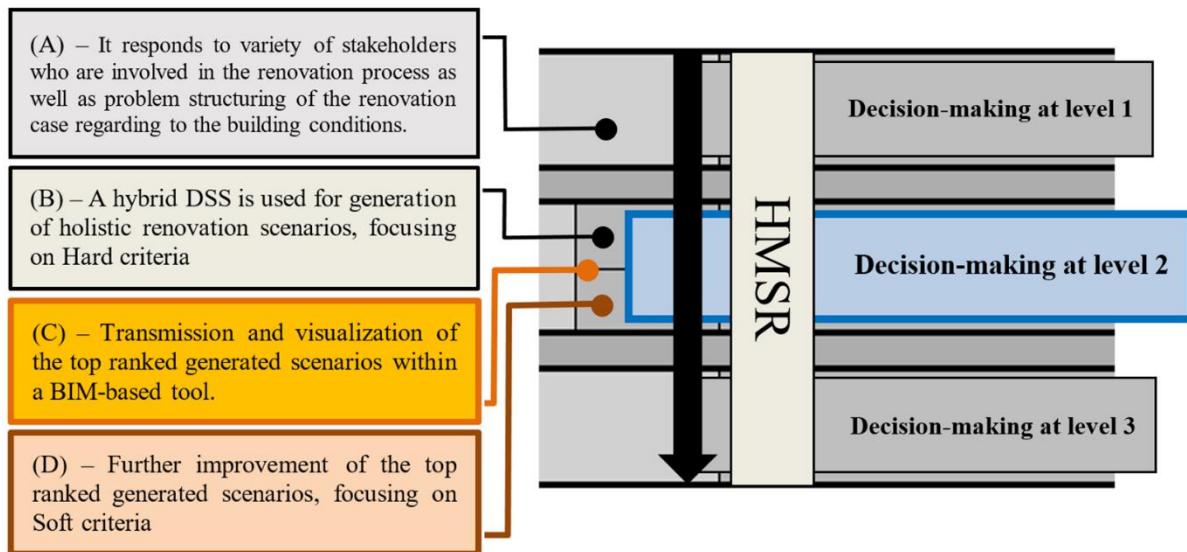 (A) – It responds to variety of stakeholders
who are involved in the renovation process as
well as problem structuring of the renovation
case regarding to the building conditions.
(B) – A hybrid DSS is used for generation
of holistic renovation scenarios, focusing
on Hard criteria
(C) – Transmission and visualization of
the top ranked generated scenarios within
a BIM-based tool.
(D) – Further improvement of the top
ranked generated scenarios, focusing on
Soft criteria
HMSR
Decision-making at level 1
Decision-making at level 2
Decision-making at level 3